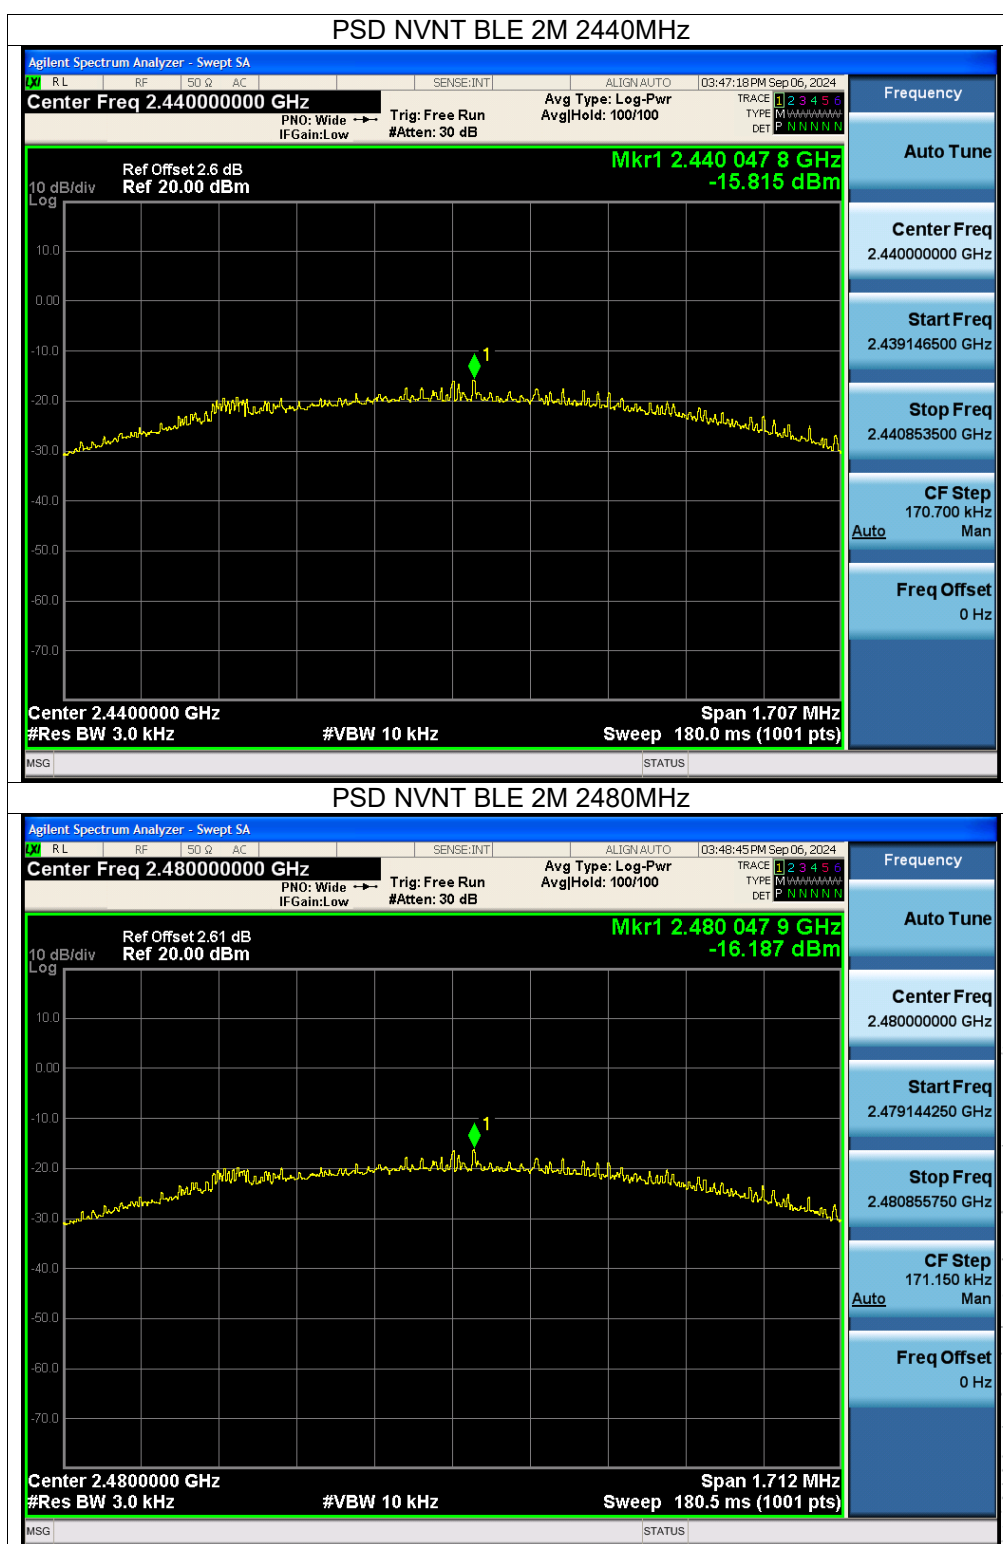 PSD NVNT BLE 2M 2440MHz
Agilent Spectrum Analyzer - Swept SA
LXI RL RF 50 Ω AC SENSE:INT ALIGNAUTO 03:47:18 PM Sep 06, 2024
Center Freq 2.440000000 GHz
PNO: Wide
IFGain:Low
Trig: Free Run
#Atten: 30 dB
Avg Type: Log-Pwr
Avg|Hold: 100/100
TRACE 1 2 3 4 5 6
TYPE M W W W W W
DET P N N N N N
Frequency
Auto Tune
Center Freq
2.440000000 GHz
Start Freq
2.439146500 GHz
Stop Freq
2.440853500 GHz
CF Step
170.700 kHz
Auto Man
Freq Offset
0 Hz
Mkr1 2.440 047 8 GHz
-15.815 dBm
Ref Offset 2.6 dB
10 dB/div Ref 20.00 dBm
Log
10.0
0.00
1
-10.0
-20.0
-30.0
-40.0
-50.0
-60.0
-70.0
Center 2.4400000 GHz Span 1.707 MHz
#Res BW 3.0 kHz #VBW 10 kHz Sweep 180.0 ms (1001 pts)
MSG STATUS
PSD NVNT BLE 2M 2480MHz
Agilent Spectrum Analyzer - Swept SA
LXI RL RF 50 Ω AC SENSE:INT ALIGNAUTO 03:48:45 PM Sep 06, 2024
Center Freq 2.480000000 GHz
PNO: Wide
IFGain:Low
Trig: Free Run
#Atten: 30 dB
Avg Type: Log-Pwr
Avg|Hold: 100/100
TRACE 1 2 3 4 5 6
TYPE M W W W W W
DET P N N N N N
Frequency
Auto Tune
Center Freq
2.480000000 GHz
Start Freq
2.479144250 GHz
Stop Freq
2.480855750 GHz
CF Step
171.150 kHz
Auto Man
Freq Offset
0 Hz
Mkr1 2.480 047 9 GHz
-16.187 dBm
Ref Offset 2.61 dB
10 dB/div Ref 20.00 dBm
Log
10.0
0.00
-10.0
1
-20.0
-30.0
-40.0
-50.0
-60.0
-70.0
Center 2.4800000 GHz Span 1.712 MHz
#Res BW 3.0 kHz #VBW 10 kHz Sweep 180.5 ms (1001 pts)
MSG STATUS